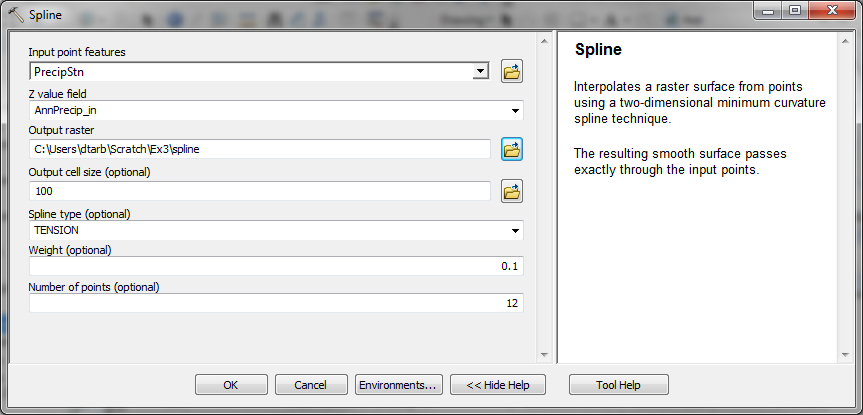 Spline
Input point features
PrecipStn
Z value field
AnnPrecip_in
Output raster
C:\Users\dtarb\Scratch\Ex3\spline
Output cell size (optional)
100
Spline type (optional)
TENSION
Weight (optional)
0.1
Number of points (optional)
12
Spline
Interpolates a raster surface from points
using a two-dimensional minimum curvature
spline technique.
The resulting smooth surface passes
exactly through the input points.
OK
Cancel
Environments...
<< Hide Help
Tool Help